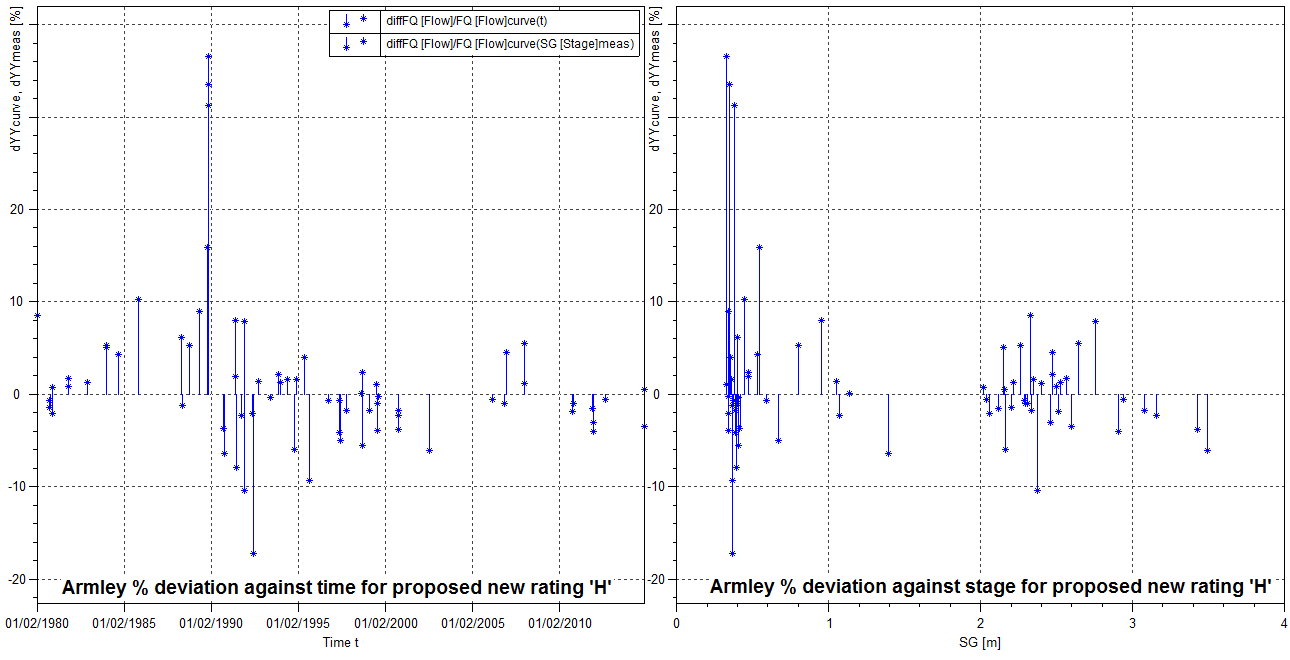 dYYcurve, dYYmeas [%]
diffFQ [Flow]/FQ [Flow]curve(t)
diffFQ [Flow]/FQ [Flow]curve(SG [Stage]meas)
20
10
0
-10
-20
Armley % deviation against time for proposed new rating 'H'
01/02/1980 01/02/1985 01/02/1990 01/02/1995 01/02/2000 01/02/2005 01/02/2010
Time t
dYYcurve, dYYmeas [%]
20
10
0
-10
-20
Armley % deviation against stage for proposed new rating 'H'
0 1 2 3 4
SG [m]